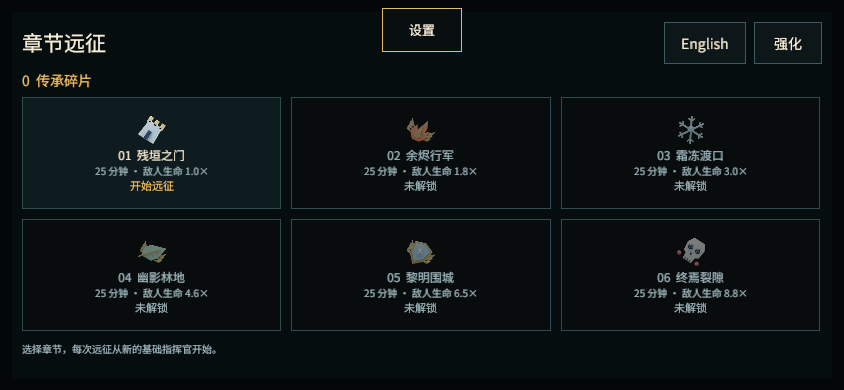 设置
章节远征
English
强化
0 传承碎片
01 残垣之门
25 分钟 · 敌人生命 1.0×
开始远征
02 余烬行军
25 分钟 · 敌人生命 1.8×
未解锁
03 霜冻渡口
25 分钟 · 敌人生命 3.0×
未解锁
04 幽影林地
25 分钟 · 敌人生命 4.6×
未解锁
05 黎明围城
25 分钟 · 敌人生命 6.5×
未解锁
06 终焉裂隙
25 分钟 · 敌人生命 8.8×
未解锁
选择章节，每次远征从新的基础指挥官开始。